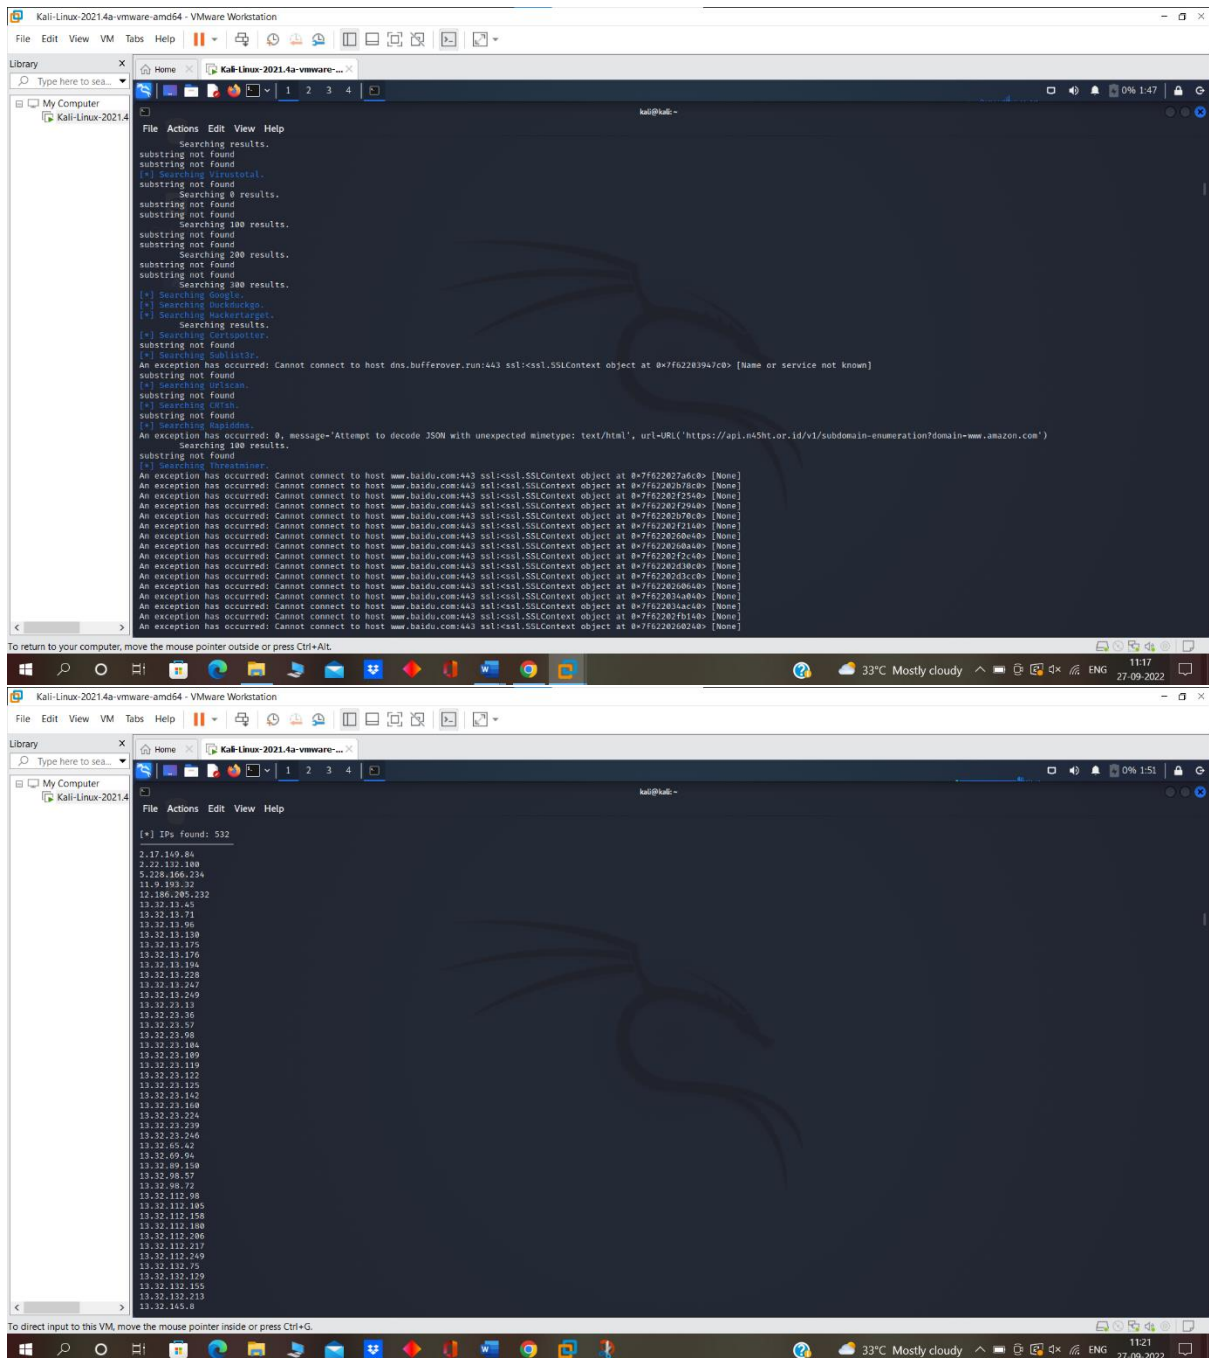 Kali-Linux-2021.4a-vmware-amd64 - VMware Workstation
File Edit View VM Tabs Help
Library
Type here to sea...
My Computer
Kali-Linux-2021.4
Home
Kali-Linux-2021.4a-vmware-...
1 2 3 4
0% 1:47
kali@kali: ~
File Actions Edit View Help
Searching results.
substring not found
substring not found
[*] Searching Virustotal.
substring not found
Searching 0 results.
substring not found
substring not found
Searching 100 results.
substring not found
substring not found
Searching 200 results.
substring not found
substring not found
Searching 300 results.
[*] Searching Google.
[*] Searching Duckduckgo.
[*] Searching Hackertarget.
Searching results.
[*] Searching Certspotter.
substring not found
[*] Searching Sublist3r.
An exception has occurred: Cannot connect to host dns.bufferover.run:443 ssl:<ssl.SSLContext object at 0x7f62203947c0> [Name or service not known]
substring not found
[*] Searching Urlscan.
substring not found
[*] Searching CRTsh.
substring not found
[*] Searching Rapiddns.
An exception has occurred: 0, message='Attempt to decode JSON with unexpected mimetype: text/html', url=URL('https://api.n45ht.or.id/v1/subdomain-enumeration?domain=www.amazon.com')
Searching 100 results.
substring not found
[*] Searching Threatminer.
An exception has occurred: Cannot connect to host www.baidu.com:443 ssl:<ssl.SSLContext object at 0x7f622027a6c0> [None]
An exception has occurred: Cannot connect to host www.baidu.com:443 ssl:<ssl.SSLContext object at 0x7f62202b78c0> [None]
An exception has occurred: Cannot connect to host www.baidu.com:443 ssl:<ssl.SSLContext object at 0x7f62202f2540> [None]
An exception has occurred: Cannot connect to host www.baidu.com:443 ssl:<ssl.SSLContext object at 0x7f62202f2940> [None]
An exception has occurred: Cannot connect to host www.baidu.com:443 ssl:<ssl.SSLContext object at 0x7f62202b70c0> [None]
An exception has occurred: Cannot connect to host www.baidu.com:443 ssl:<ssl.SSLContext object at 0x7f62202f2140> [None]
An exception has occurred: Cannot connect to host www.baidu.com:443 ssl:<ssl.SSLContext object at 0x7f6220260e40> [None]
An exception has occurred: Cannot connect to host www.baidu.com:443 ssl:<ssl.SSLContext object at 0x7f6220260a40> [None]
An exception has occurred: Cannot connect to host www.baidu.com:443 ssl:<ssl.SSLContext object at 0x7f62202f2c40> [None]
An exception has occurred: Cannot connect to host www.baidu.com:443 ssl:<ssl.SSLContext object at 0x7f62202d30c0> [None]
An exception has occurred: Cannot connect to host www.baidu.com:443 ssl:<ssl.SSLContext object at 0x7f62202d3cc0> [None]
An exception has occurred: Cannot connect to host www.baidu.com:443 ssl:<ssl.SSLContext object at 0x7f6220260640> [None]
An exception has occurred: Cannot connect to host www.baidu.com:443 ssl:<ssl.SSLContext object at 0x7f622034a040> [None]
An exception has occurred: Cannot connect to host www.baidu.com:443 ssl:<ssl.SSLContext object at 0x7f622034ac40> [None]
An exception has occurred: Cannot connect to host www.baidu.com:443 ssl:<ssl.SSLContext object at 0x7f62202fb140> [None]
An exception has occurred: Cannot connect to host www.baidu.com:443 ssl:<ssl.SSLContext object at 0x7f6220260240> [None]
To return to your computer, move the mouse pointer outside or press Ctrl+Alt.
33°C Mostly cloudy ENG 11:17
27-09-2022
Kali-Linux-2021.4a-vmware-amd64 - VMware Workstation
File Edit View VM Tabs Help
Library
Type here to sea...
My Computer
Kali-Linux-2021.4
Home
Kali-Linux-2021.4a-vmware-...
1 2 3 4
0% 1:51
kali@kali: ~
File Actions Edit View Help
[*] IPs found: 532
2.17.149.84
2.22.132.100
5.228.166.234
11.9.193.32
12.186.205.232
13.32.13.45
13.32.13.71
13.32.13.96
13.32.13.130
13.32.13.175
13.32.13.176
13.32.13.194
13.32.13.228
13.32.13.247
13.32.13.249
13.32.23.13
13.32.23.36
13.32.23.57
13.32.23.98
13.32.23.104
13.32.23.109
13.32.23.119
13.32.23.122
13.32.23.125
13.32.23.142
13.32.23.160
13.32.23.224
13.32.23.239
13.32.23.246
13.32.65.42
13.32.69.94
13.32.89.150
13.32.98.57
13.32.98.72
13.32.112.98
13.32.112.105
13.32.112.158
13.32.112.180
13.32.112.206
13.32.112.217
13.32.112.249
13.32.132.75
13.32.132.129
13.32.132.155
13.32.132.213
13.32.145.8
To direct input to this VM, move the mouse pointer inside or press Ctrl+G.
33°C Mostly cloudy ENG 11:21
27-09-2022